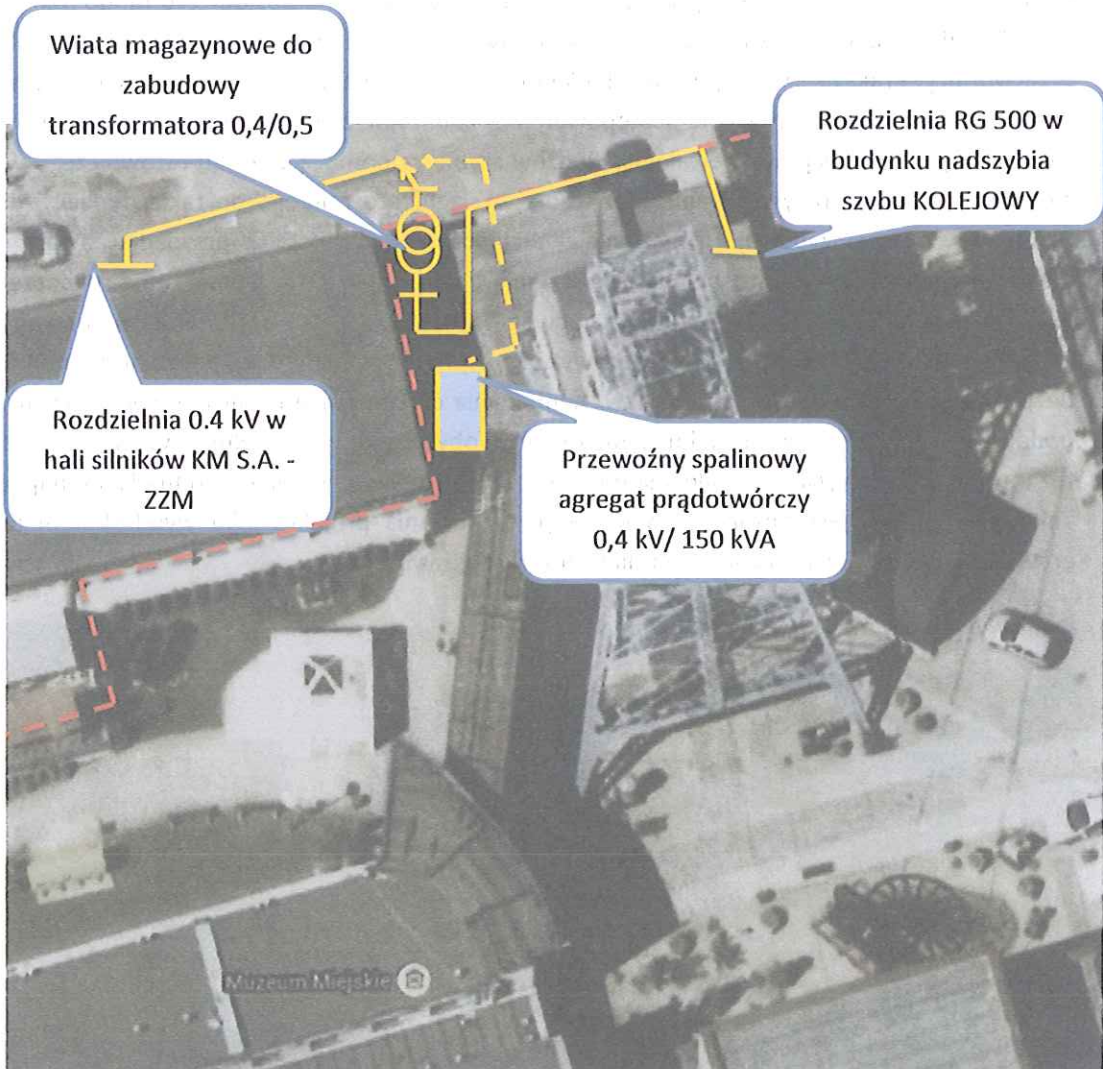 Wiata magazynowe do
zabudowy
transformatora 0,4/0,5
Rozdzielnia RG 500 w
budynku nadszybia
szybu KOLEJOWY
Rozdzielnia 0.4 kV w
hali silników KM S.A. -
ZZM
Przewoźny spalinowy
agregat prądotwórczy
0,4 kV/ 150 kVA
Muzeum Miejskie